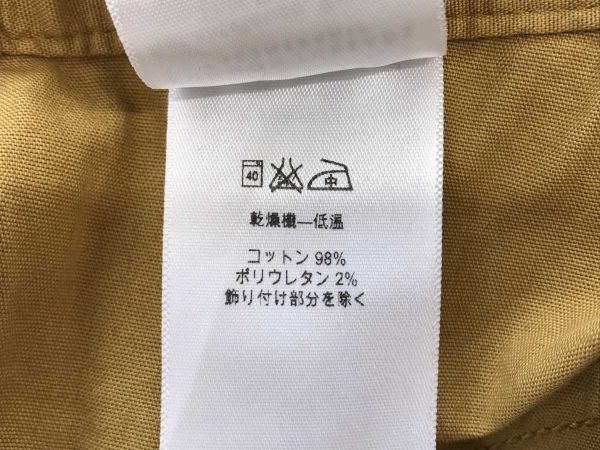 40 中
乾燥機—低温
コットン 98%
ポリウレタン 2%
飾り付け部分を除く